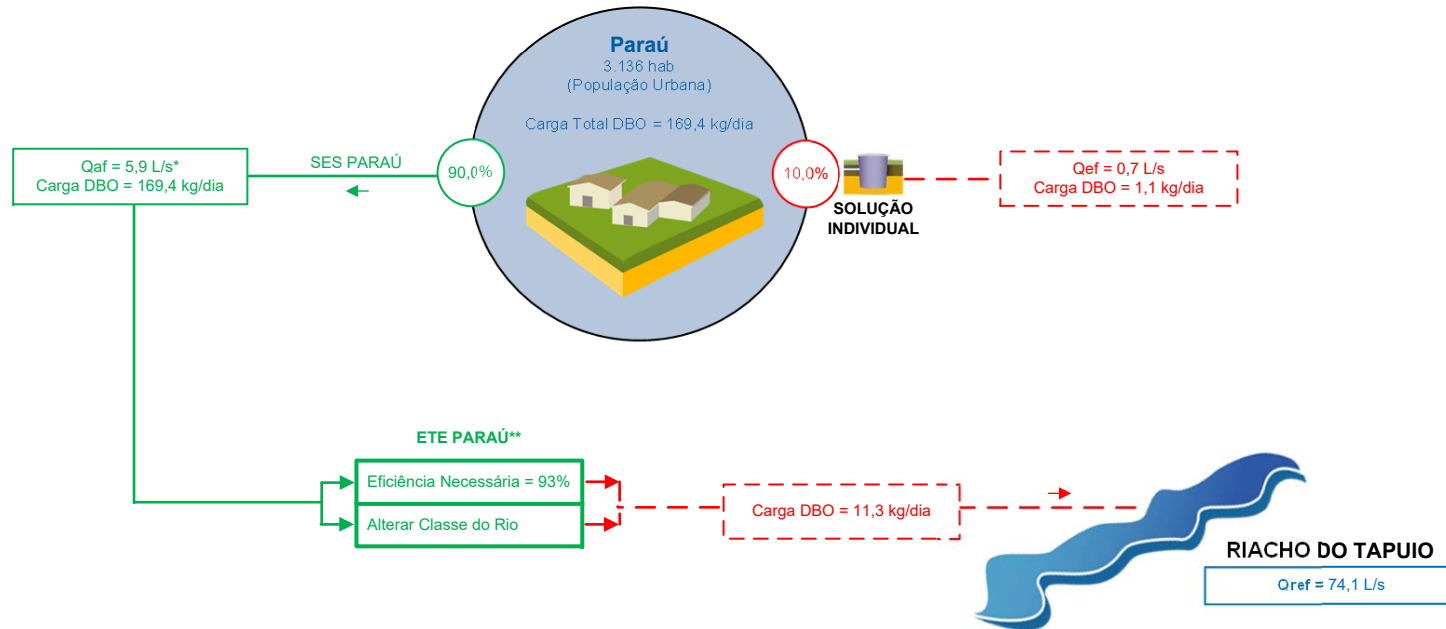 Paraú
3.136 hab
(População Urbana)
Carga Total DBO = 169,4 kg/dia
90,0%
10,0%
SES PARAÚ
Qaf = 5,9 L/s*
Carga DBO = 169,4 kg/dia
SOLUÇÃO
INDIVIDUAL
Qef = 0,7 L/s
Carga DBO = 1,1 kg/dia
ETE PARAÚ**
Eficiência Necessária = 93%
Alterar Classe do Rio
Carga DBO = 11,3 kg/dia
RIACHO DO TAPUIO
Qref = 74,1 L/s